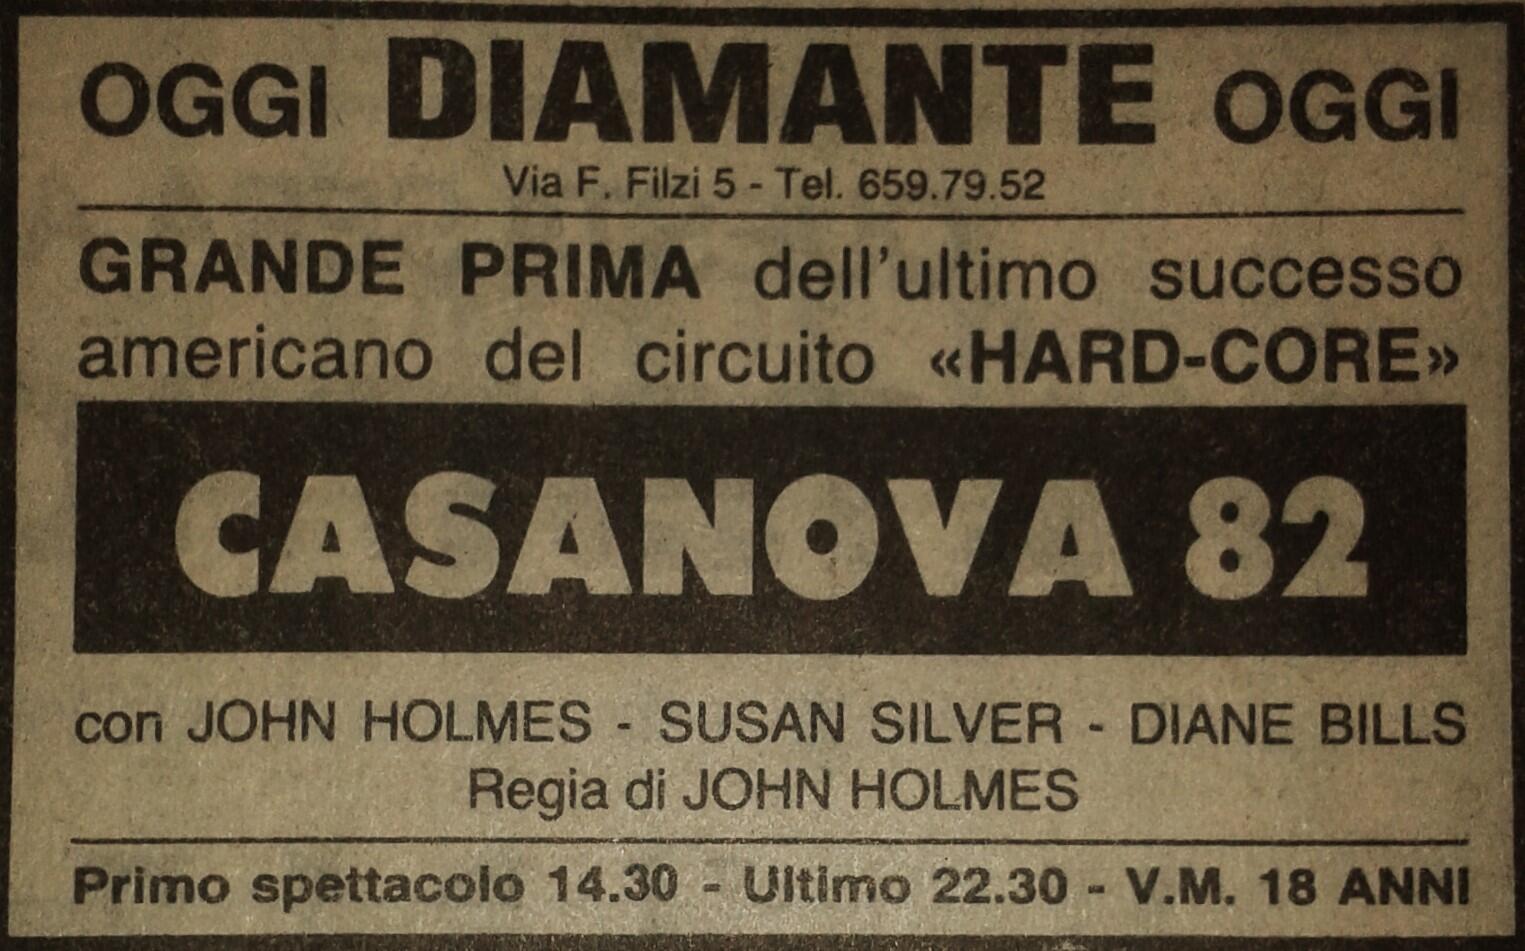 OGGI DIAMANTE OGGI
Via F. Filzi 5 - Tel. 659.79.52
GRANDE PRIMA dell'ultimo successo
americano del circuito «HARD-CORE»
CASANOVA 82
con JOHN HOLMES - SUSAN SILVER - DIANE BILLS
Regia di JOHN HOLMES
Primo spettacolo 14.30 - Ultimo 22.30 - V.M. 18 ANNI